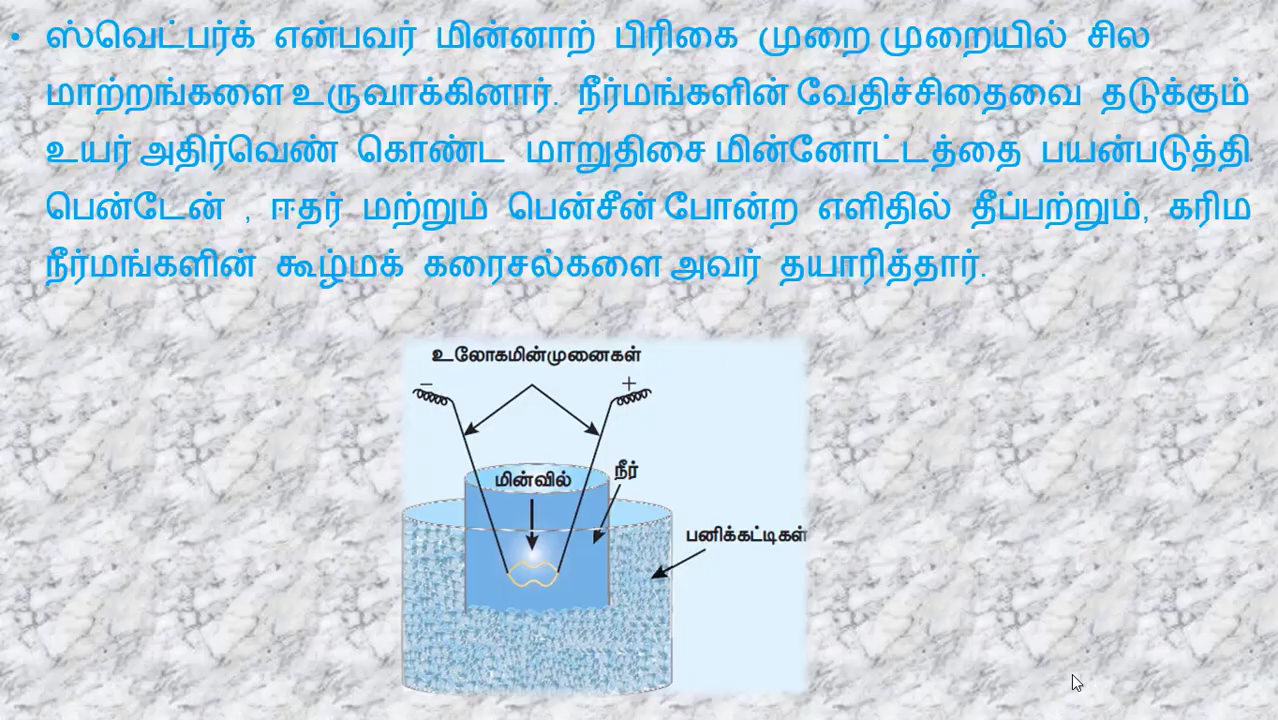 • ஸ்வெட்பர்க் என்பவர் மின்னாற் பிரிகை முறை முறையில் சில
மாற்றங்களை உருவாக்கினார். நீர்மங்களின் வேதிச்சிதைவை தடுக்கும்
உயர் அதிர்வெண் கொண்ட மாறுதிசை மின்னோட்டத்தை பயன்படுத்தி
பென்டேன் , ஈதர் மற்றும் பென்சீன் போன்ற எளிதில் தீப்பற்றும், கரிம
நீர்மங்களின் கூழ்மக் கரைசல்களை அவர் தயாரித்தார்.
உலோகமின்முனைகள்
– +
நீர்
மின்வில்
பனிக்கட்டிகள்